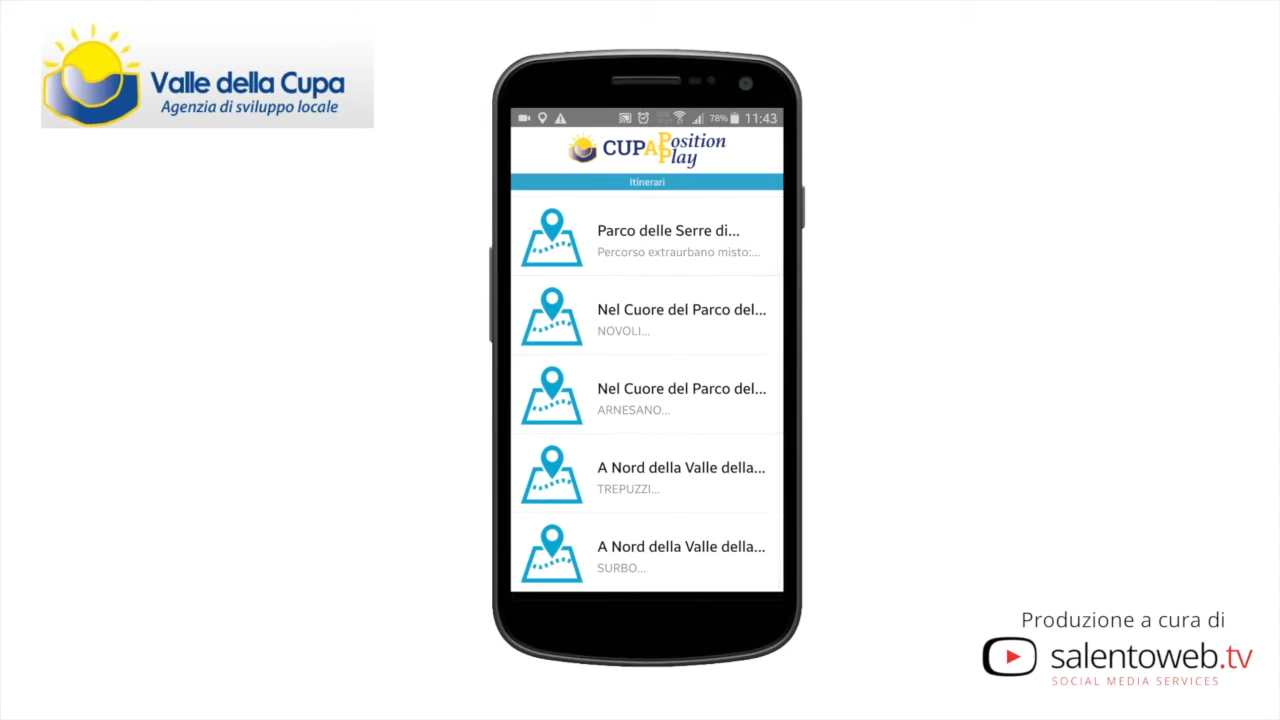 Valle della Cupa
Agenzia di sviluppo locale
78% 11:43
CUPA Position
Play
Itinerari
Parco delle Serre di...
Percorso extraurbano misto:...
Nel Cuore del Parco del...
NOVOLI...
Nel Cuore del Parco del...
ARNESANO...
A Nord della Valle della...
TREPUZZI...
A Nord della Valle della...
SURBO...
Produzione a cura di
salentoweb.tv
SOCIAL MEDIA SERVICES